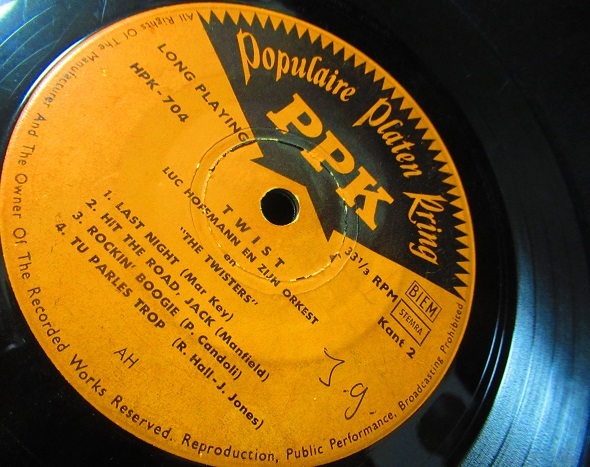 Populaire Platen Kring
PPK
LONG PLAYING
HPK-704
33 1/3 RPM
BIEM
STEMRA
Kant 2
TWIST
LUC HOFSMANN EN ZIJN ORKEST
en
"THE TWISTERS"
1. LAST NIGHT (Mar Key)
2. HIT THE ROAD, JACK (Manfield)
3. ROCKIN' BOOGIE (P. Candoli)
4. TU PARLES TROP
(R. Hall-J. Jones)
AH
J.g.
All Rights Of The Manufacturer And The Owner Of The Recorded Works Reserved. Reproduction, Public Performance, Broadcasting Prohibited